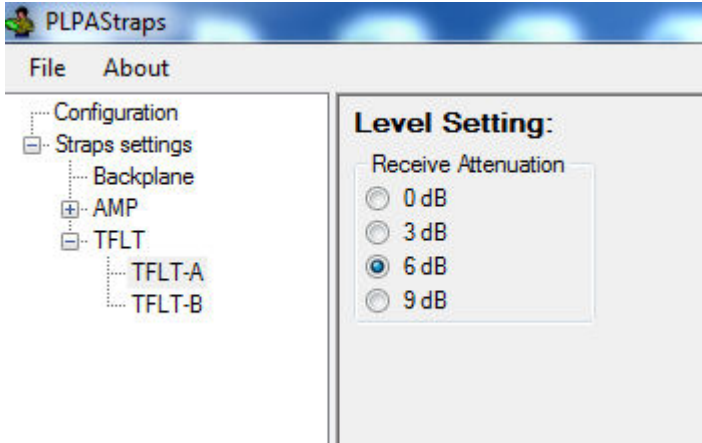 PLPAStraps
File About
Configuration
Straps settings
Backplane
AMP
TFLT
TFLT-A
TFLT-B
Level Setting:
Receive Attenuation
0 dB
3 dB
6 dB
9 dB